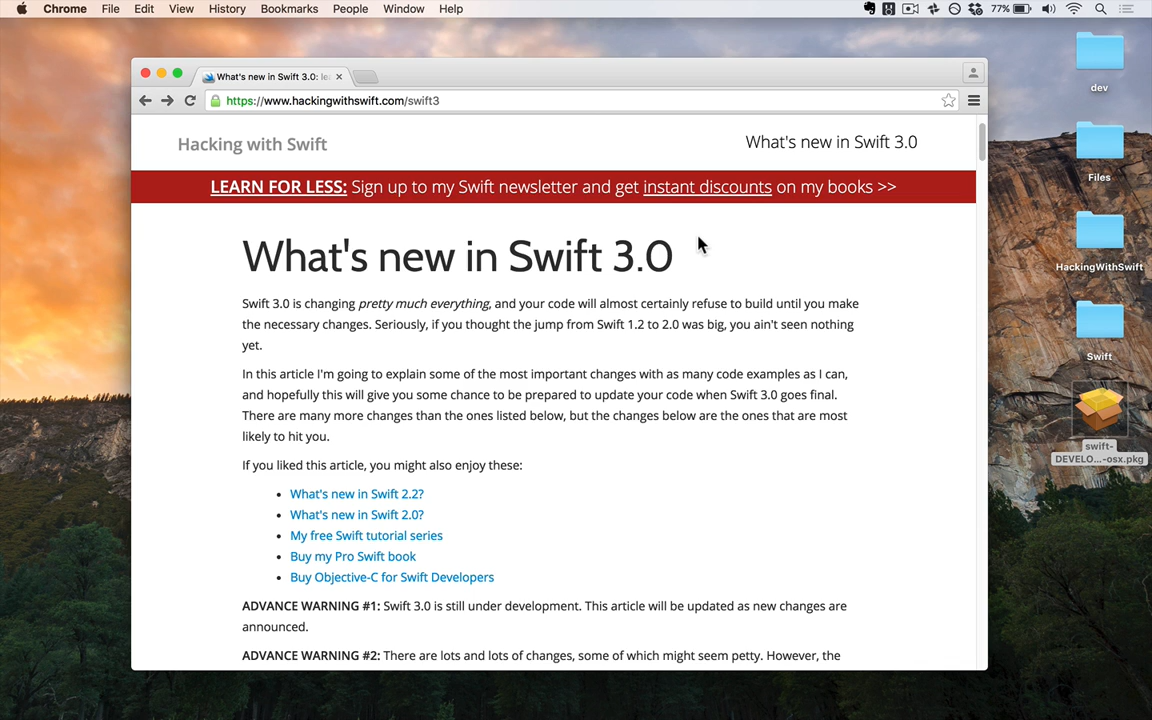 Chrome File Edit View History Bookmarks People Window Help 77%
What's new in Swift 3.0: le
https://www.hackingwithswift.com/swift3
Hacking with Swift
What's new in Swift 3.0
LEARN FOR LESS: Sign up to my Swift newsletter and get instant discounts on my books >>
What's new in Swift 3.0
Swift 3.0 is changing pretty much everything, and your code will almost certainly refuse to build until you make
the necessary changes. Seriously, if you thought the jump from Swift 1.2 to 2.0 was big, you ain't seen nothing
yet.
In this article I'm going to explain some of the most important changes with as many code examples as I can,
and hopefully this will give you some chance to be prepared to update your code when Swift 3.0 goes final.
There are many more changes than the ones listed below, but the changes below are the ones that are most
likely to hit you.
If you liked this article, you might also enjoy these:
• What's new in Swift 2.2?
• What's new in Swift 2.0?
• My free Swift tutorial series
• Buy my Pro Swift book
• Buy Objective-C for Swift Developers
ADVANCE WARNING #1: Swift 3.0 is still under development. This article will be updated as new changes are
announced.
ADVANCE WARNING #2: There are lots and lots of changes, some of which might seem petty. However, the
dev
Files
HackingWithSwift
Swift
swift-
DEVELO...-osx.pkg